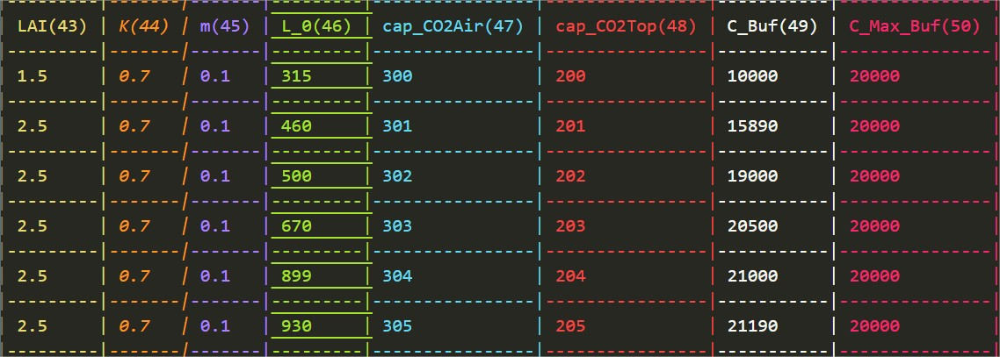 LAI(43) | K(44) | m(45) | L_0(46) | cap_CO2Air(47) | cap_CO2Top(48) | C_Buf(49) | C_Max_Buf(50)
1.5 | 0.7 | 0.1 | 315 | 300 | 200 | 10000 | 20000
2.5 | 0.7 | 0.1 | 460 | 301 | 201 | 15890 | 20000
2.5 | 0.7 | 0.1 | 500 | 302 | 202 | 19000 | 20000
2.5 | 0.7 | 0.1 | 670 | 303 | 203 | 20500 | 20000
2.5 | 0.7 | 0.1 | 899 | 304 | 204 | 21000 | 20000
2.5 | 0.7 | 0.1 | 930 | 305 | 205 | 21190 | 20000